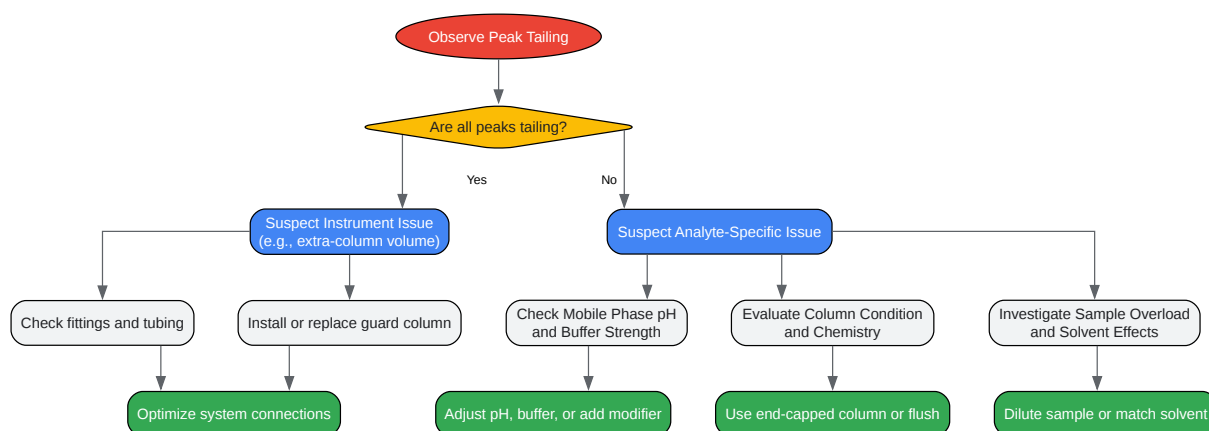 Observe Peak Tailing
Are all peaks tailing?
Yes
No
Suspect Instrument Issue
(e.g., extra-column volume)
Suspect Analyte-Specific Issue
Check fittings and tubing
Install or replace guard column
Check Mobile Phase pH
and Buffer Strength
Evaluate Column Condition
and Chemistry
Investigate Sample Overload
and Solvent Effects
Optimize system connections
Adjust pH, buffer, or add modifier
Use end-capped column or flush
Dilute sample or match solvent